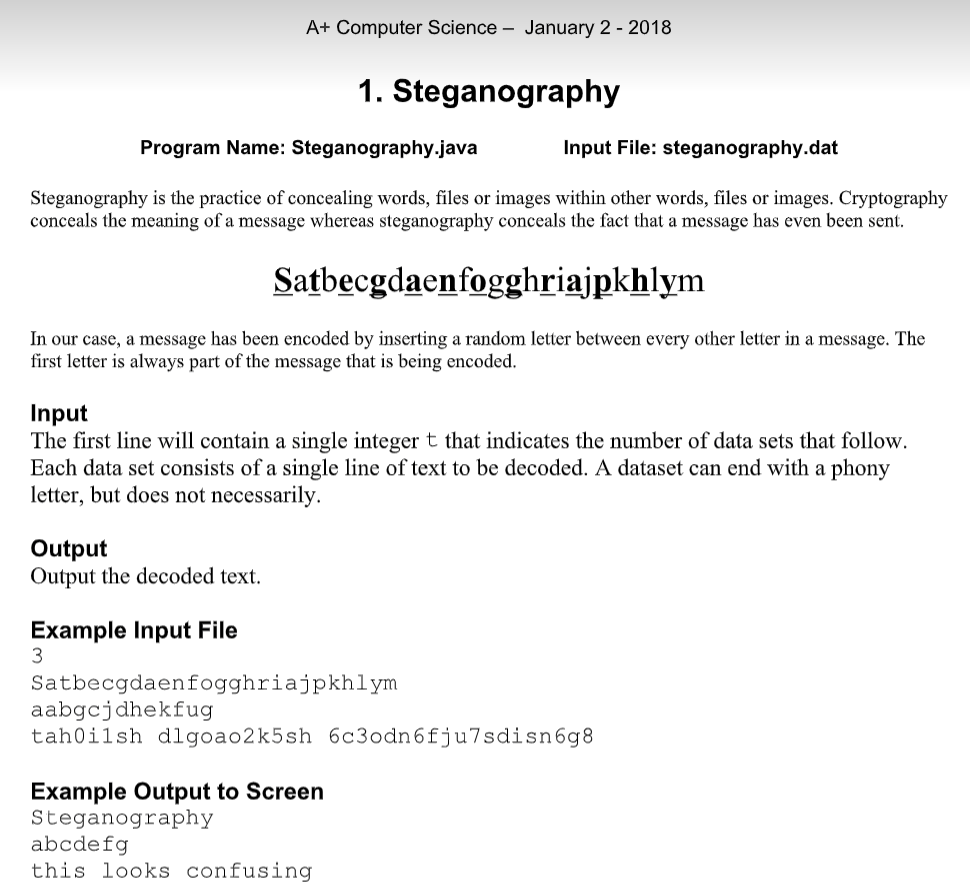 A+ Computer Science – January 2 - 2018
1. Steganography
Program Name: Steganography.java Input File: steganography.dat
Steganography is the practice of concealing words, files or images within other words, files or images. Cryptography
conceals the meaning of a message whereas steganography conceals the fact that a message has even been sent.
Satbecgdaenfogghriajpkhlym
In our case, a message has been encoded by inserting a random letter between every other letter in a message. The
first letter is always part of the message that is being encoded.
Input
The first line will contain a single integer t that indicates the number of data sets that follow.
Each data set consists of a single line of text to be decoded. A dataset can end with a phony
letter, but does not necessarily.
Output
Output the decoded text.
Example Input File
3
Satbecgdaenfogghriajpkhlym
aabgcjdhekfug
tah0i1sh dlgoao2k5sh 6c3odn6fju7sdisn6g8
Example Output to Screen
Steganography
abcdefg
this looks confusing